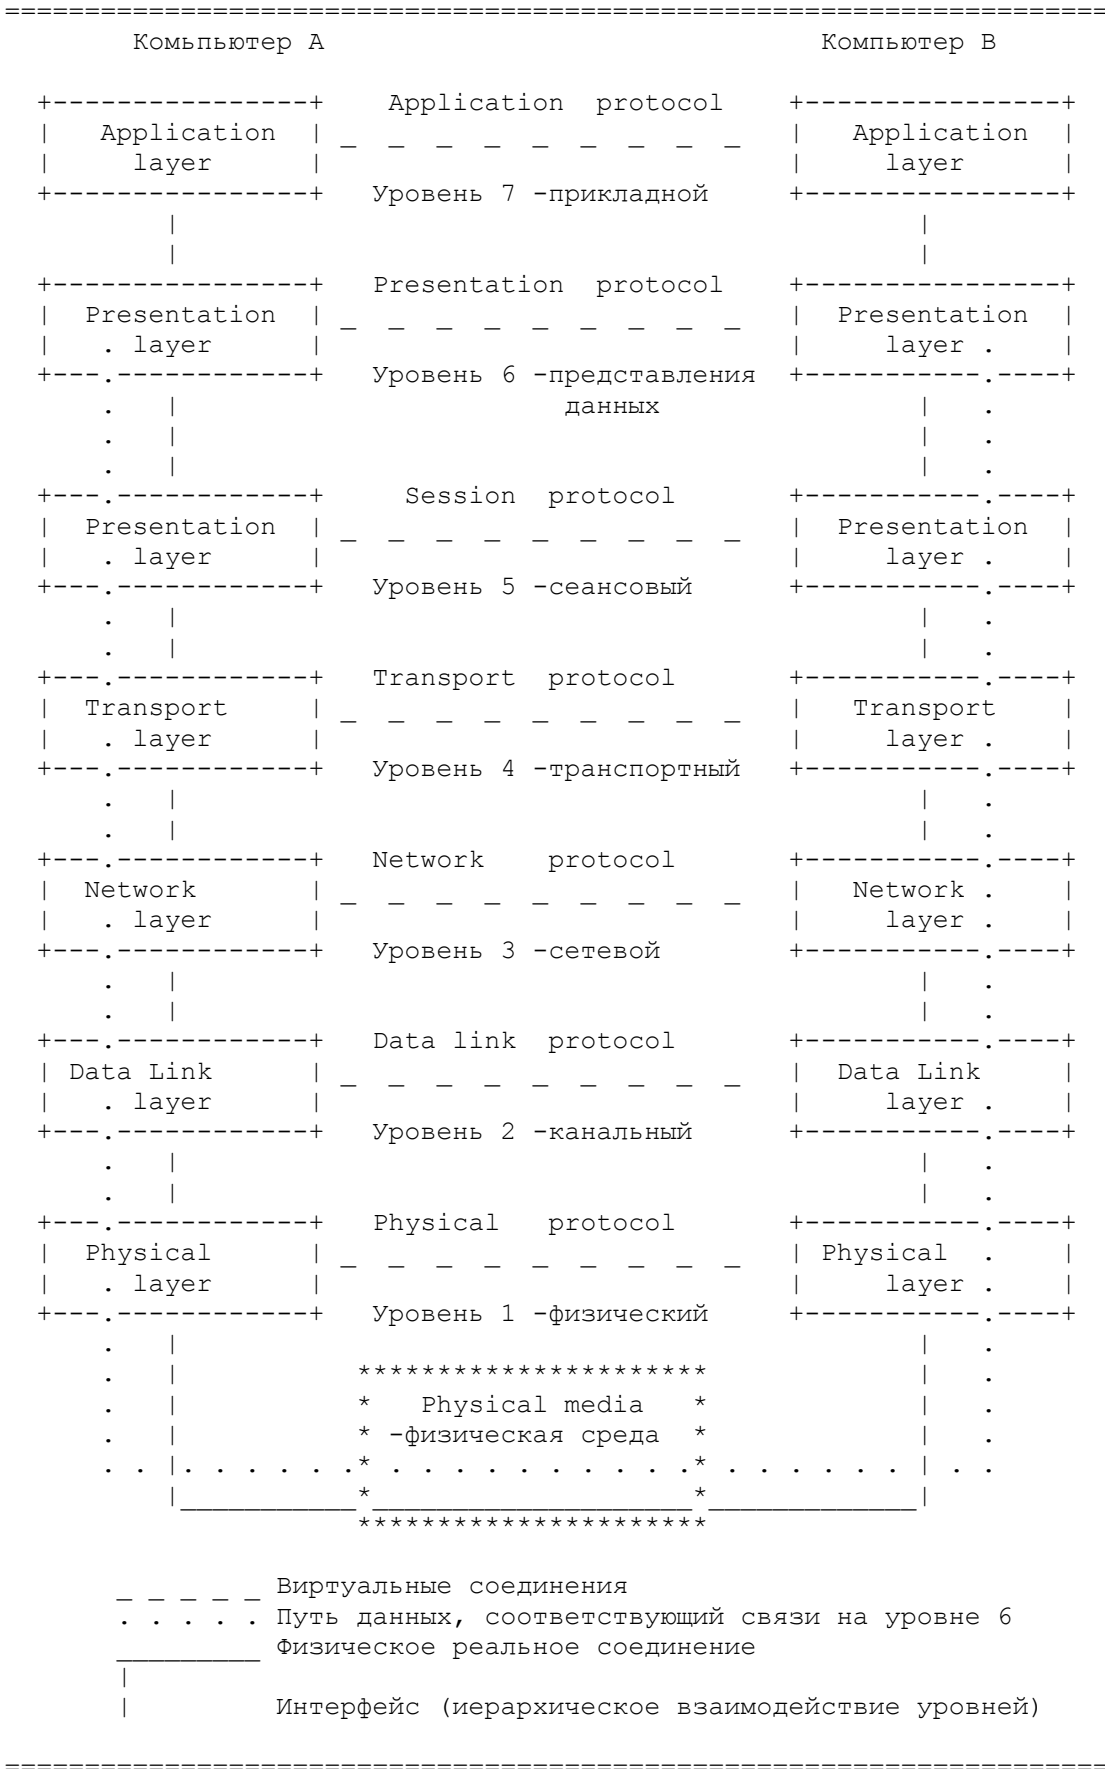 Комьпьютер А Компьютер В
Application protocol
Application Application
layer layer
Уровень 7 -прикладной
Presentation protocol
Presentation Presentation
. layer layer .
Уровень 6 -представления
данных
Session protocol
Presentation Presentation
. layer layer .
Уровень 5 -сеансовый
Transport protocol
Transport Transport
. layer layer .
Уровень 4 -транспортный
Network protocol
Network Network .
. layer layer .
Уровень 3 -сетевой
Data link protocol
Data Link Data Link
. layer layer .
Уровень 2 -канальный
Physical protocol
Physical Physical .
. layer layer .
Уровень 1 -физический
Physical media
-физическая среда
Виртуальные соединения
Путь данных, соответствующий связи на уровне 6
Физическое реальное соединение
Интерфейс (иерархическое взаимодействие уровней)